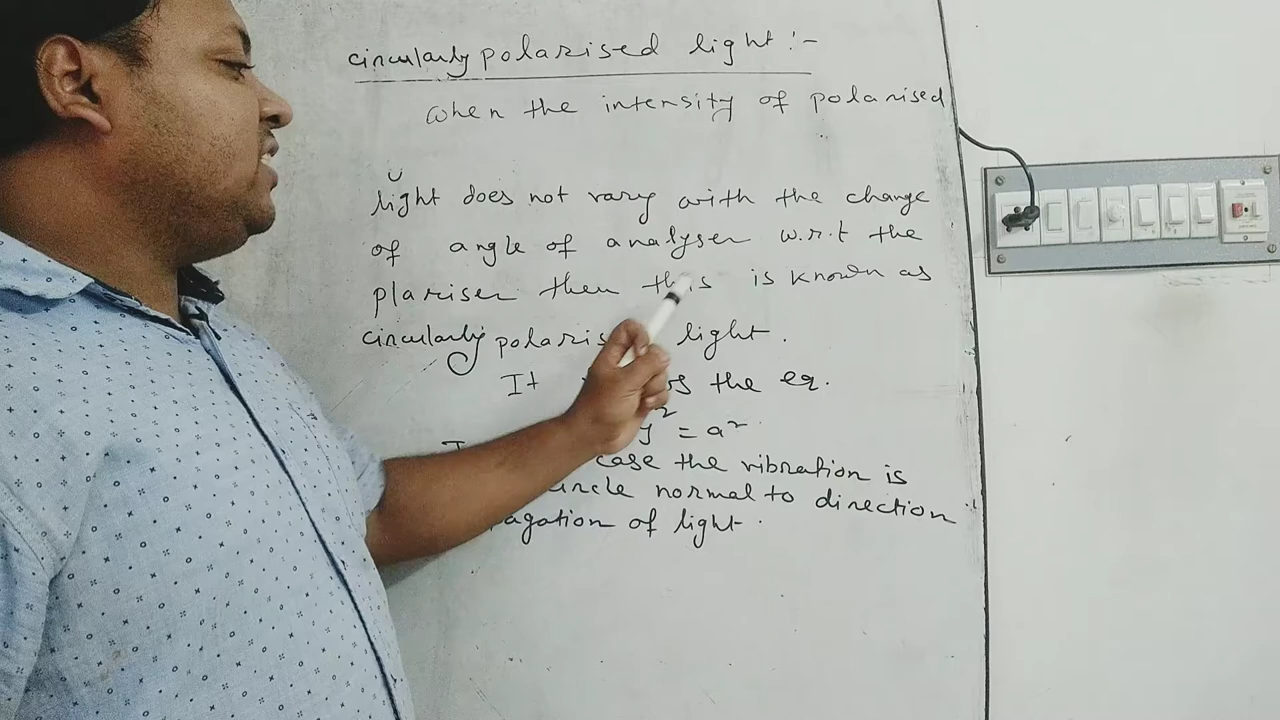 circularly polarised light :-
when the intensity of polarised
light does not vary with the change
of angle of analyser w.r.t the
plariser then this is known as
circularly polaris light.
It the eq.
y² = a²
case the vibration is
normal to direction
of light.